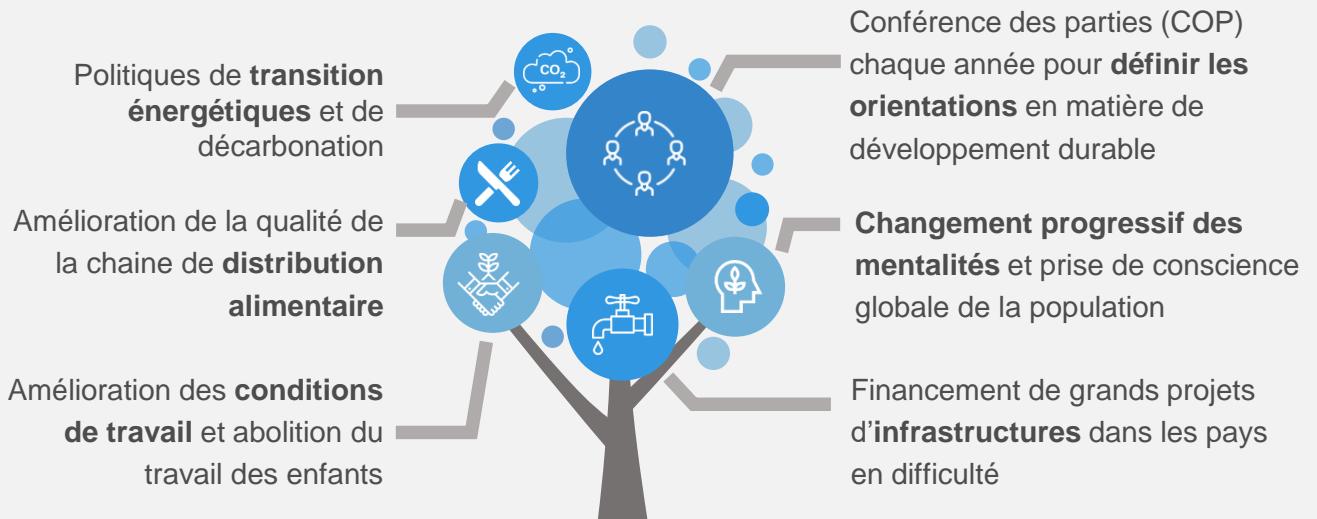 Politiques de transition
énergétiques et de
décarbonation
Amélioration de la qualité de
la chaine de distribution
alimentaire
Amélioration des conditions
de travail et abolition du
travail des enfants
CO₂
Conférence des parties (COP)
chaque année pour définir les
orientations en matière de
développement durable
Changement progressif des
mentalités et prise de conscience
globale de la population
Financement de grands projets
d'infrastructures dans les pays
en difficulté